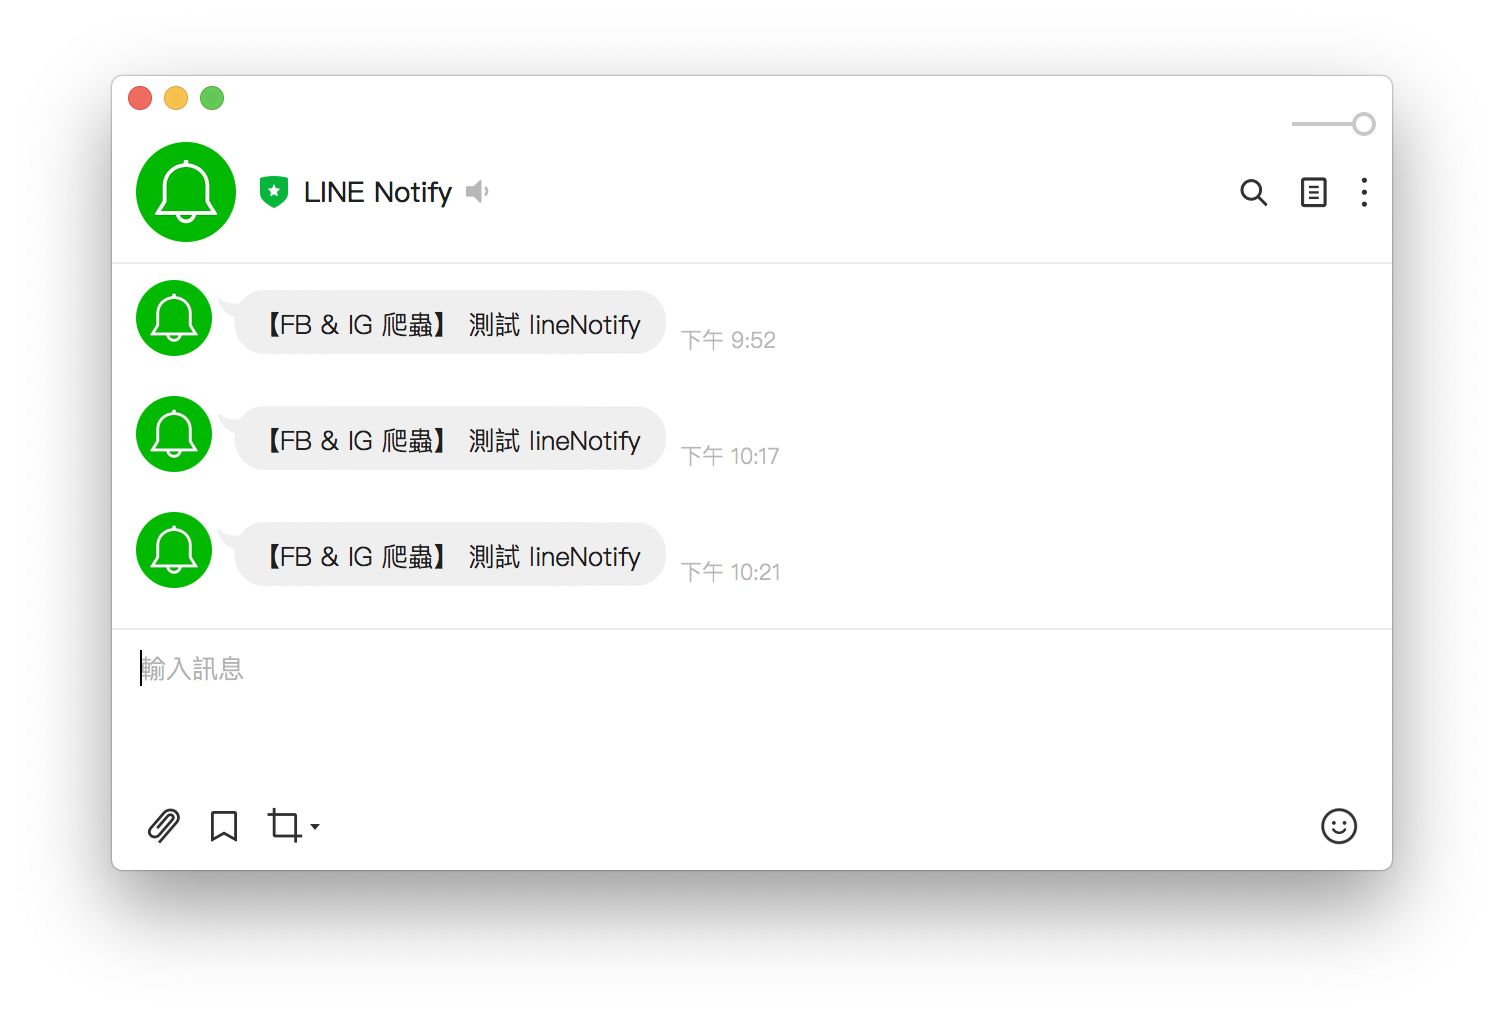 LINE Notify
【FB & IG 爬蟲】 測試 lineNotify
下午 9:52
【FB & IG 爬蟲】 測試 lineNotify
下午 10:17
【FB & IG 爬蟲】 測試 lineNotify
下午 10:21
輸入訊息